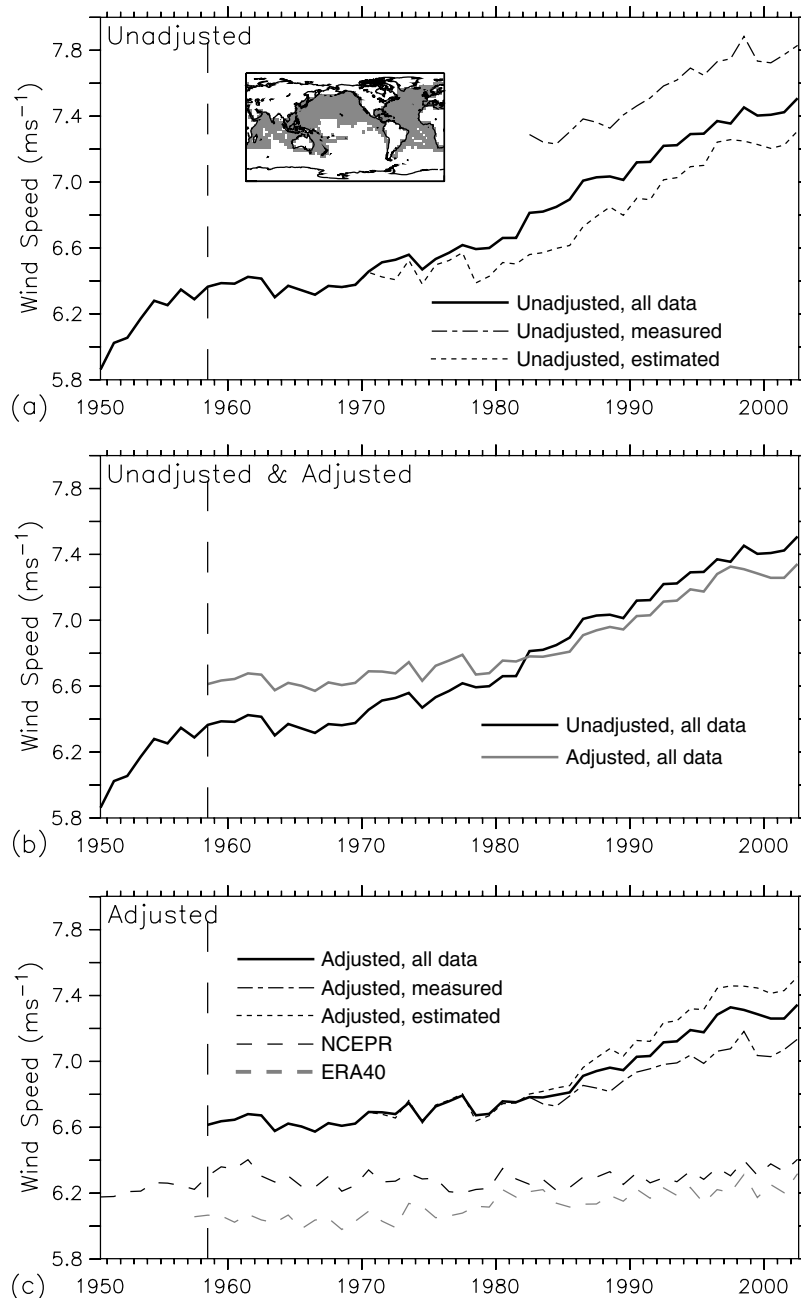 Unadjusted
7.8
7.4
7.0
6.6
6.2
5.8
Wind Speed (ms⁻¹)
Unadjusted, all data
Unadjusted, measured
Unadjusted, estimated
(a)
1950 1960 1970 1980 1990 2000
Unadjusted & Adjusted
7.8
7.4
7.0
6.6
6.2
5.8
Wind Speed (ms⁻¹)
Unadjusted, all data
Adjusted, all data
(b)
1950 1960 1970 1980 1990 2000
Adjusted
7.8
7.4
7.0
6.6
6.2
5.8
Wind Speed (ms⁻¹)
Adjusted, all data
Adjusted, measured
Adjusted, estimated
NCEPR
ERA40
(c)
1950 1960 1970 1980 1990 2000